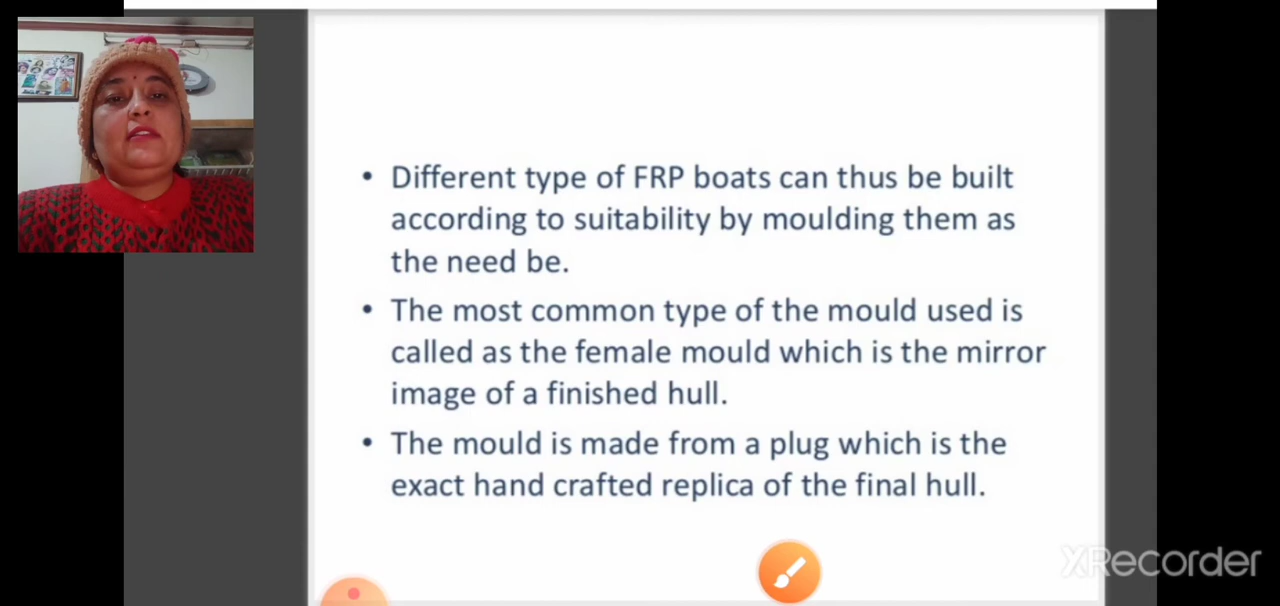 • Different type of FRP boats can thus be built
according to suitability by moulding them as
the need be.
• The most common type of the mould used is
called as the female mould which is the mirror
image of a finished hull.
• The mould is made from a plug which is the
exact hand crafted replica of the final hull.
XRecorder